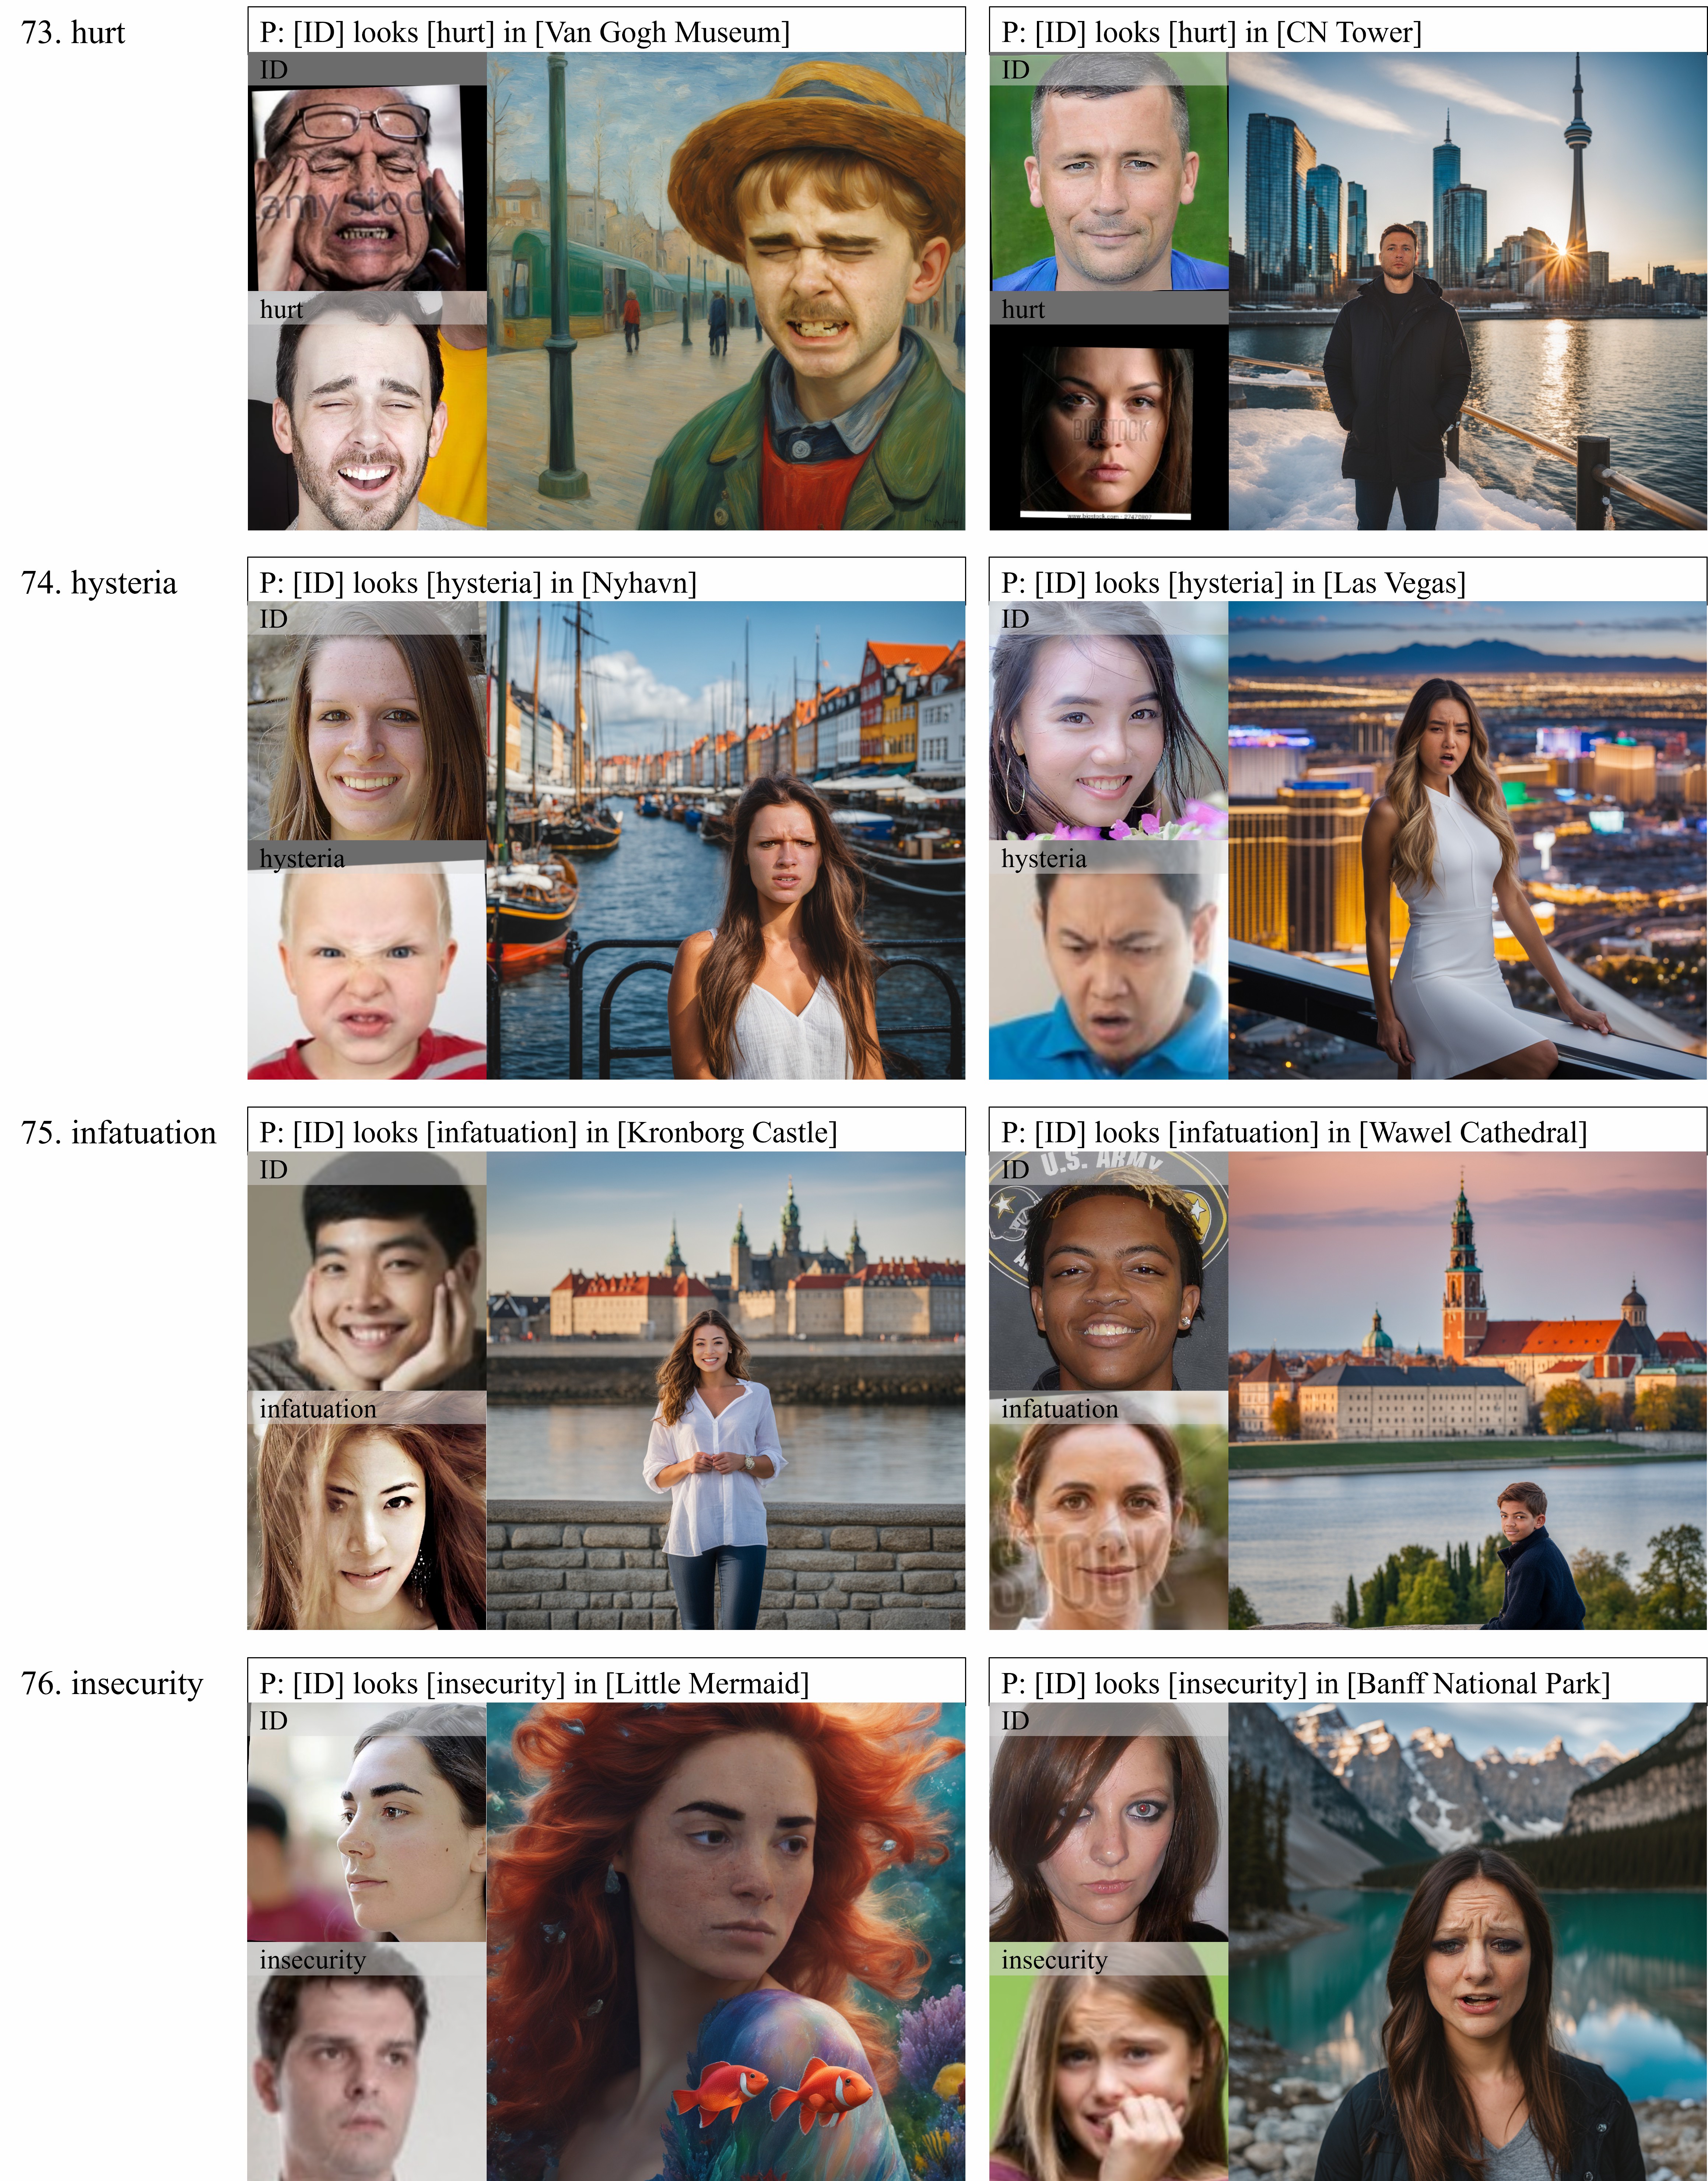 73. hurt
P: [ID] looks [hurt] in [Van Gogh Museum]
ID
amy stock
hurt
P: [ID] looks [hurt] in [CN Tower]
ID
hurt
BIGSTOCK
74. hysteria
P: [ID] looks [hysteria] in [Nyhavn]
ID
hysteria
P: [ID] looks [hysteria] in [Las Vegas]
ID
hysteria
75. infatuation
P: [ID] looks [infatuation] in [Kronborg Castle]
ID
infatuation
P: [ID] looks [infatuation] in [Wawel Cathedral]
ID
U.S. ARMY
infatuation
STOCK
76. insecurity
P: [ID] looks [insecurity] in [Little Mermaid]
ID
insecurity
P: [ID] looks [insecurity] in [Banff National Park]
ID
insecurity